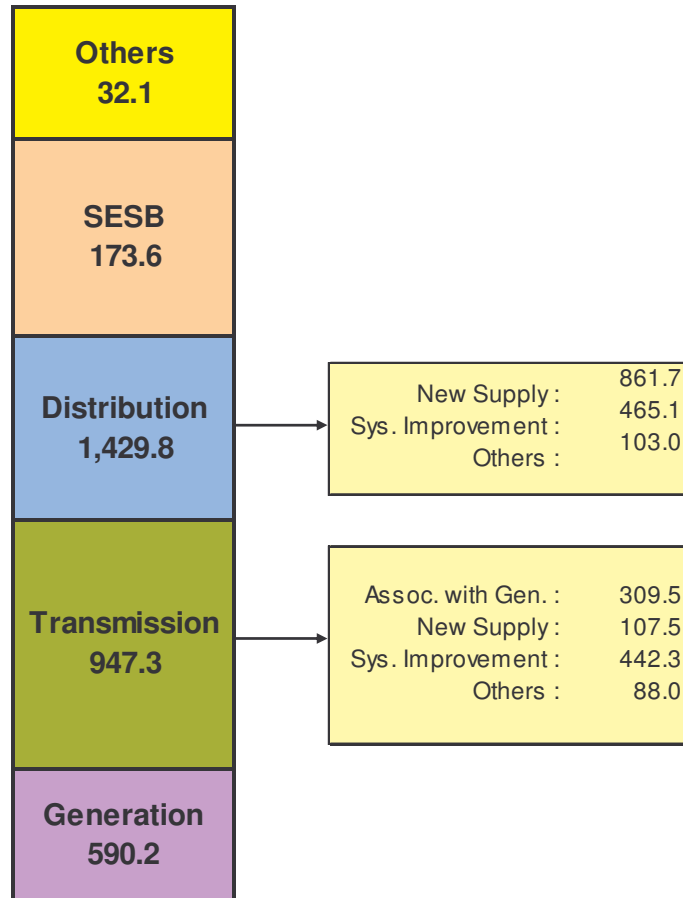 Others
32.1
SESB
173.6
Distribution
1,429.8
New Supply : 861.7
Sys. Improvement : 465.1
Others : 103.0
Transmission
947.3
Assoc. with Gen. : 309.5
New Supply : 107.5
Sys. Improvement : 442.3
Others : 88.0
Generation
590.2